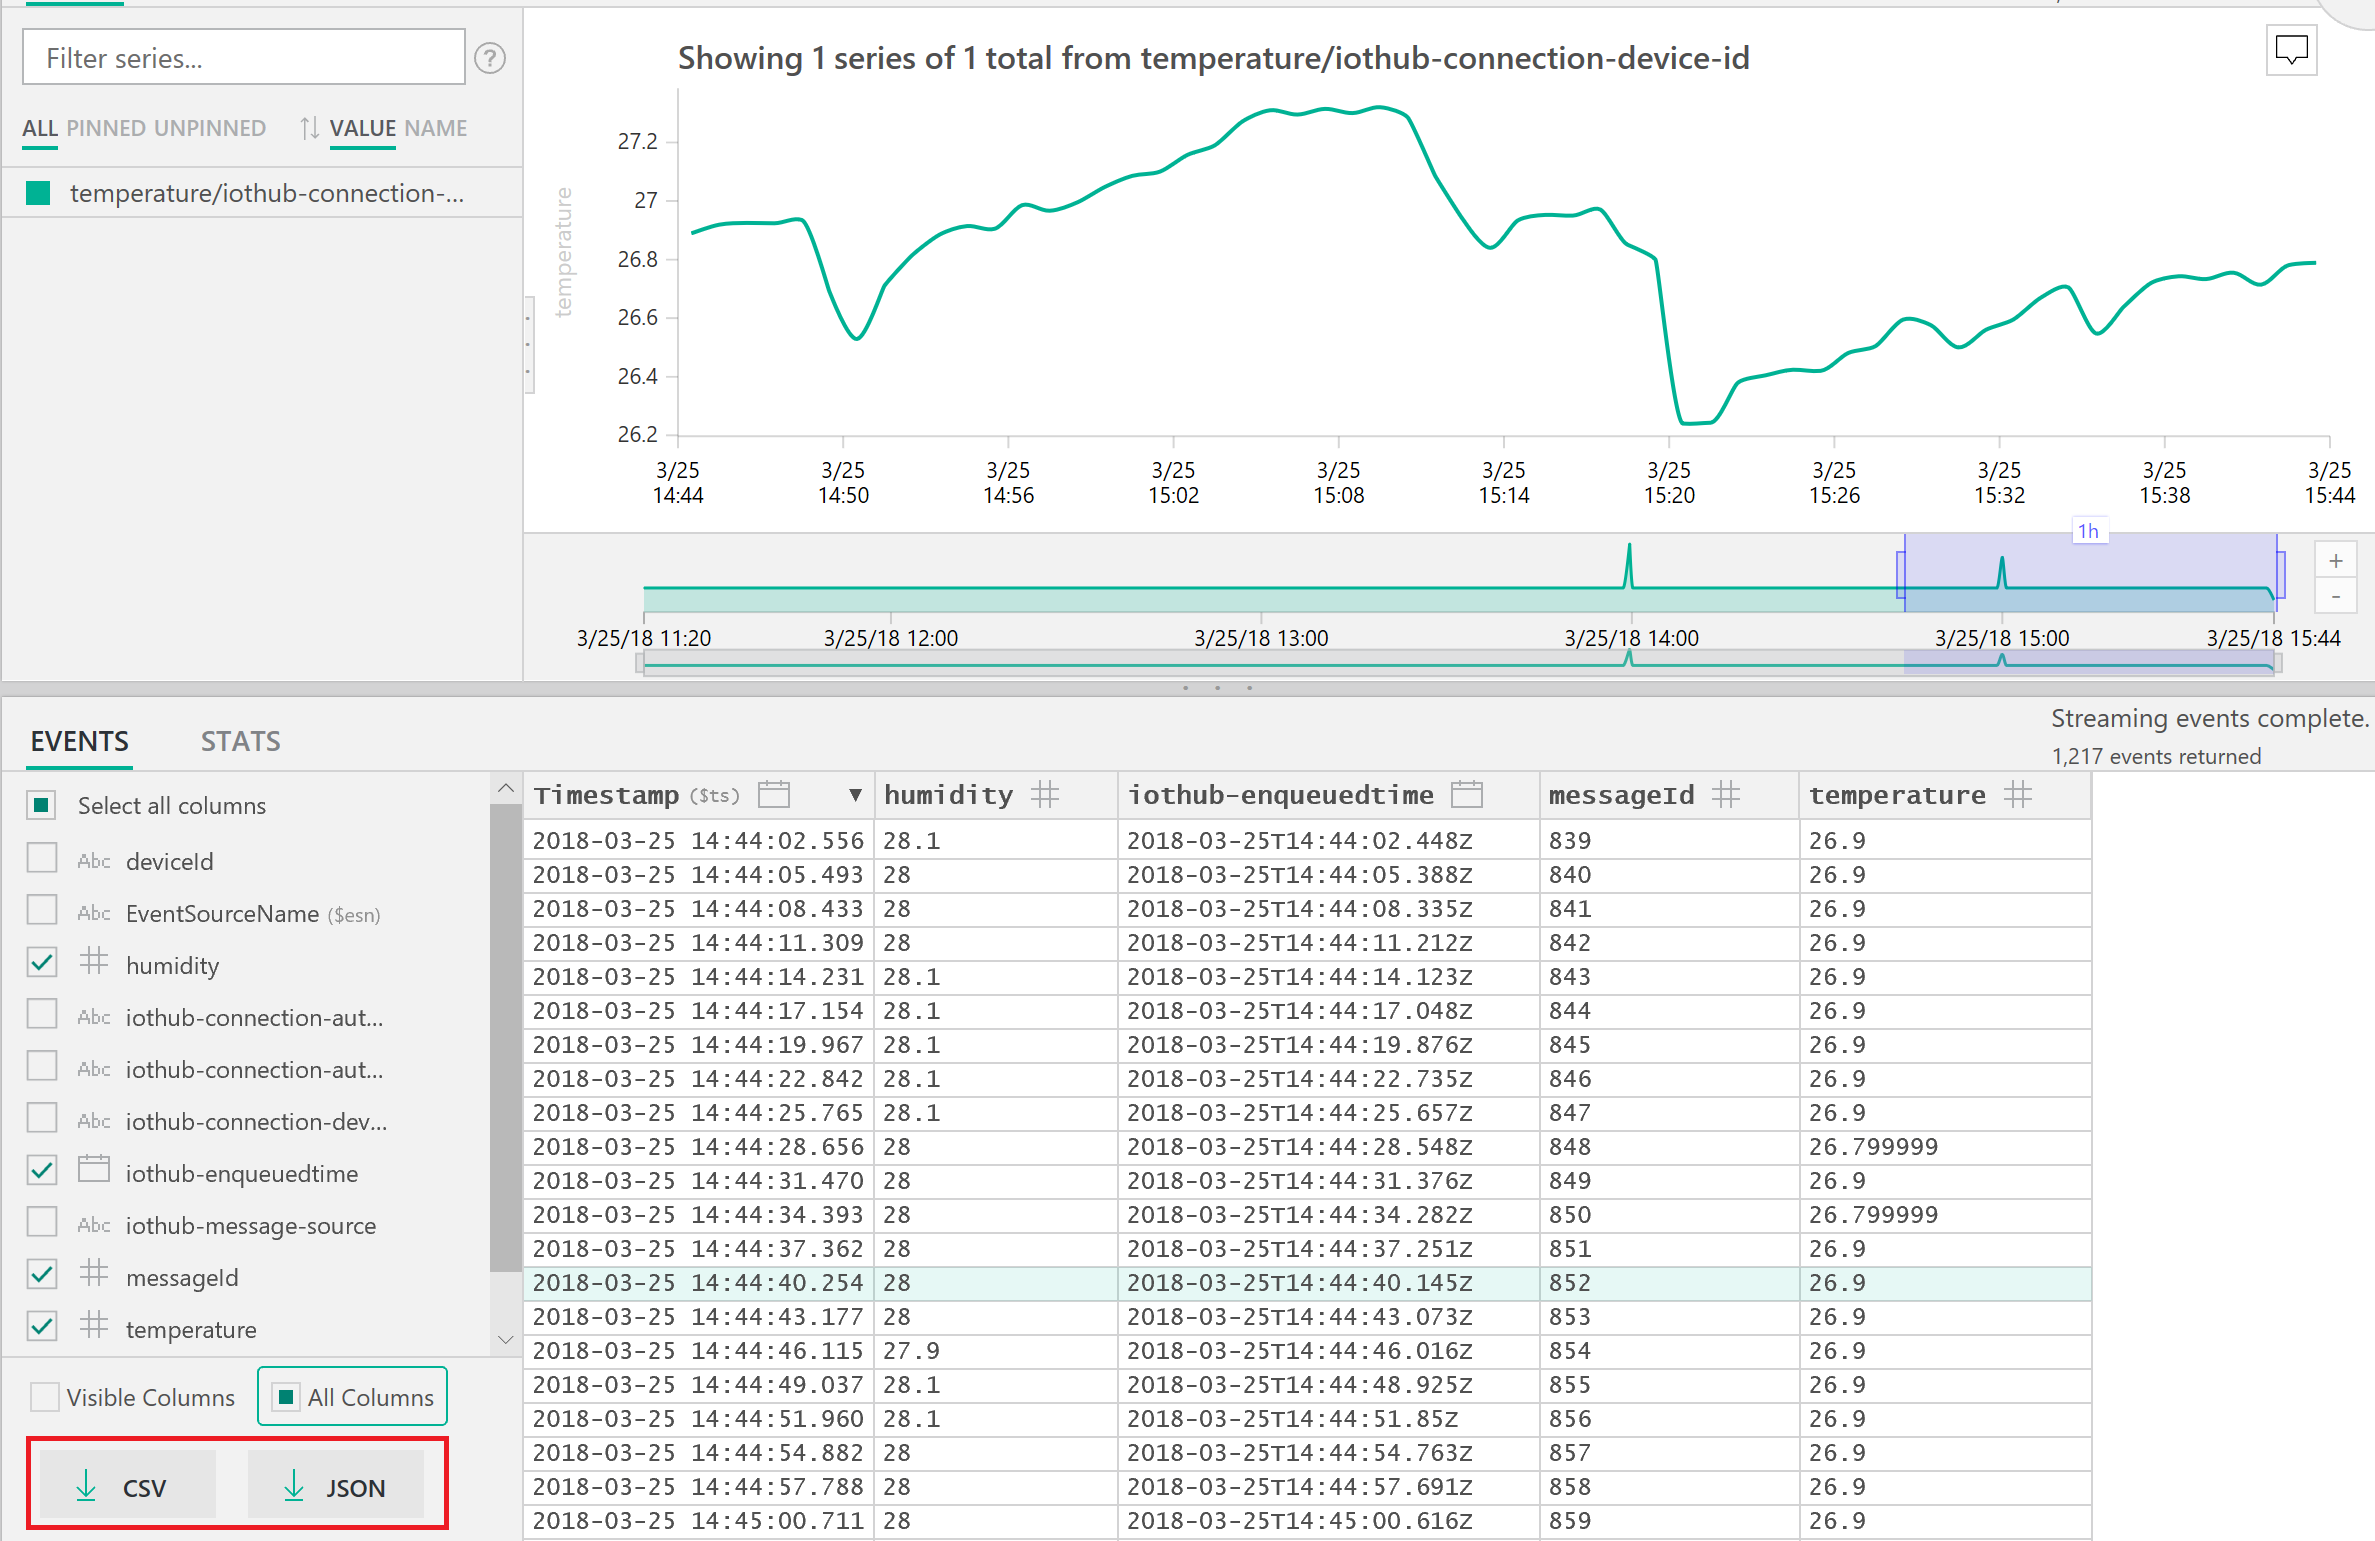 Filter series...
?
ALL PINNED UNPINNED VALUE NAME
temperature/iothub-connection-...
Showing 1 series of 1 total from temperature/iothub-connection-device-id
temperature
27.2
27
26.8
26.6
26.4
26.2
3/25 14:44
3/25 14:50
3/25 14:56
3/25 15:02
3/25 15:08
3/25 15:14
3/25 15:20
3/25 15:26
3/25 15:32
3/25 15:38
3/25 15:44
1h
+
-
3/25/18 11:20 3/25/18 12:00 3/25/18 13:00 3/25/18 14:00 3/25/18 15:00 3/25/18 15:44
EVENTS STATS
Streaming events complete.
1,217 events returned
Select all columns
Abc deviceId
Abc EventSourceName ($esn)
humidity
Abc iothub-connection-aut...
Abc iothub-connection-aut...
Abc iothub-connection-dev...
iothub-enqueuedtime
Abc iothub-message-source
messageId
temperature
Visible Columns All Columns
CSV JSON
Timestamp ($ts) humidity iothub-enqueuedtime messageId temperature
2018-03-25 14:44:02.556 28.1 2018-03-25T14:44:02.448Z 839 26.9
2018-03-25 14:44:05.493 28 2018-03-25T14:44:05.388Z 840 26.9
2018-03-25 14:44:08.433 28 2018-03-25T14:44:08.335Z 841 26.9
2018-03-25 14:44:11.309 28 2018-03-25T14:44:11.212Z 842 26.9
2018-03-25 14:44:14.231 28.1 2018-03-25T14:44:14.123Z 843 26.9
2018-03-25 14:44:17.154 28.1 2018-03-25T14:44:17.048Z 844 26.9
2018-03-25 14:44:19.967 28.1 2018-03-25T14:44:19.876Z 845 26.9
2018-03-25 14:44:22.842 28.1 2018-03-25T14:44:22.735Z 846 26.9
2018-03-25 14:44:25.765 28.1 2018-03-25T14:44:25.657Z 847 26.9
2018-03-25 14:44:28.656 28 2018-03-25T14:44:28.548Z 848 26.799999
2018-03-25 14:44:31.470 28 2018-03-25T14:44:31.376Z 849 26.9
2018-03-25 14:44:34.393 28 2018-03-25T14:44:34.282Z 850 26.799999
2018-03-25 14:44:37.362 28 2018-03-25T14:44:37.251Z 851 26.9
2018-03-25 14:44:40.254 28 2018-03-25T14:44:40.145Z 852 26.9
2018-03-25 14:44:43.177 28 2018-03-25T14:44:43.073Z 853 26.9
2018-03-25 14:44:46.115 27.9 2018-03-25T14:44:46.016Z 854 26.9
2018-03-25 14:44:49.037 28.1 2018-03-25T14:44:48.925Z 855 26.9
2018-03-25 14:44:51.960 28.1 2018-03-25T14:44:51.85Z 856 26.9
2018-03-25 14:44:54.882 28 2018-03-25T14:44:54.763Z 857 26.9
2018-03-25 14:44:57.788 28 2018-03-25T14:44:57.691Z 858 26.9
2018-03-25 14:45:00.711 28 2018-03-25T14:45:00.616Z 859 26.9